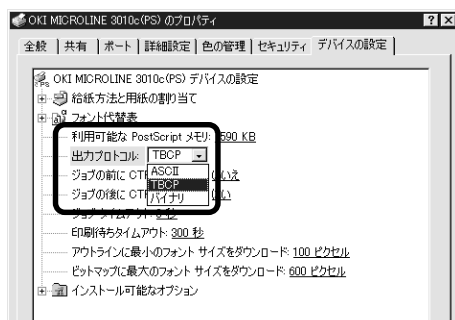 OKI MICROLINE 3010c(PS) のプロパティ
全般 共有 ポート 詳細設定 色の管理 セキュリティ デバイスの設定
OKI MICROLINE 3010c(PS) デバイスの設定
給紙方法と用紙の割り当て
フォント代替表
利用可能な PostScript メモリ: 590 KB
出力プロトコル: TBCP
ASCII
TBCP
バイナリ
ジョブの前に
ジョブの後に
印刷待ちタイムアウト: 300 秒
アウトラインに最小のフォント サイズをダウンロード: 100 ピクセル
ビットマップに最大のフォント サイズをダウンロード: 600 ピクセル
インストール可能なオプション